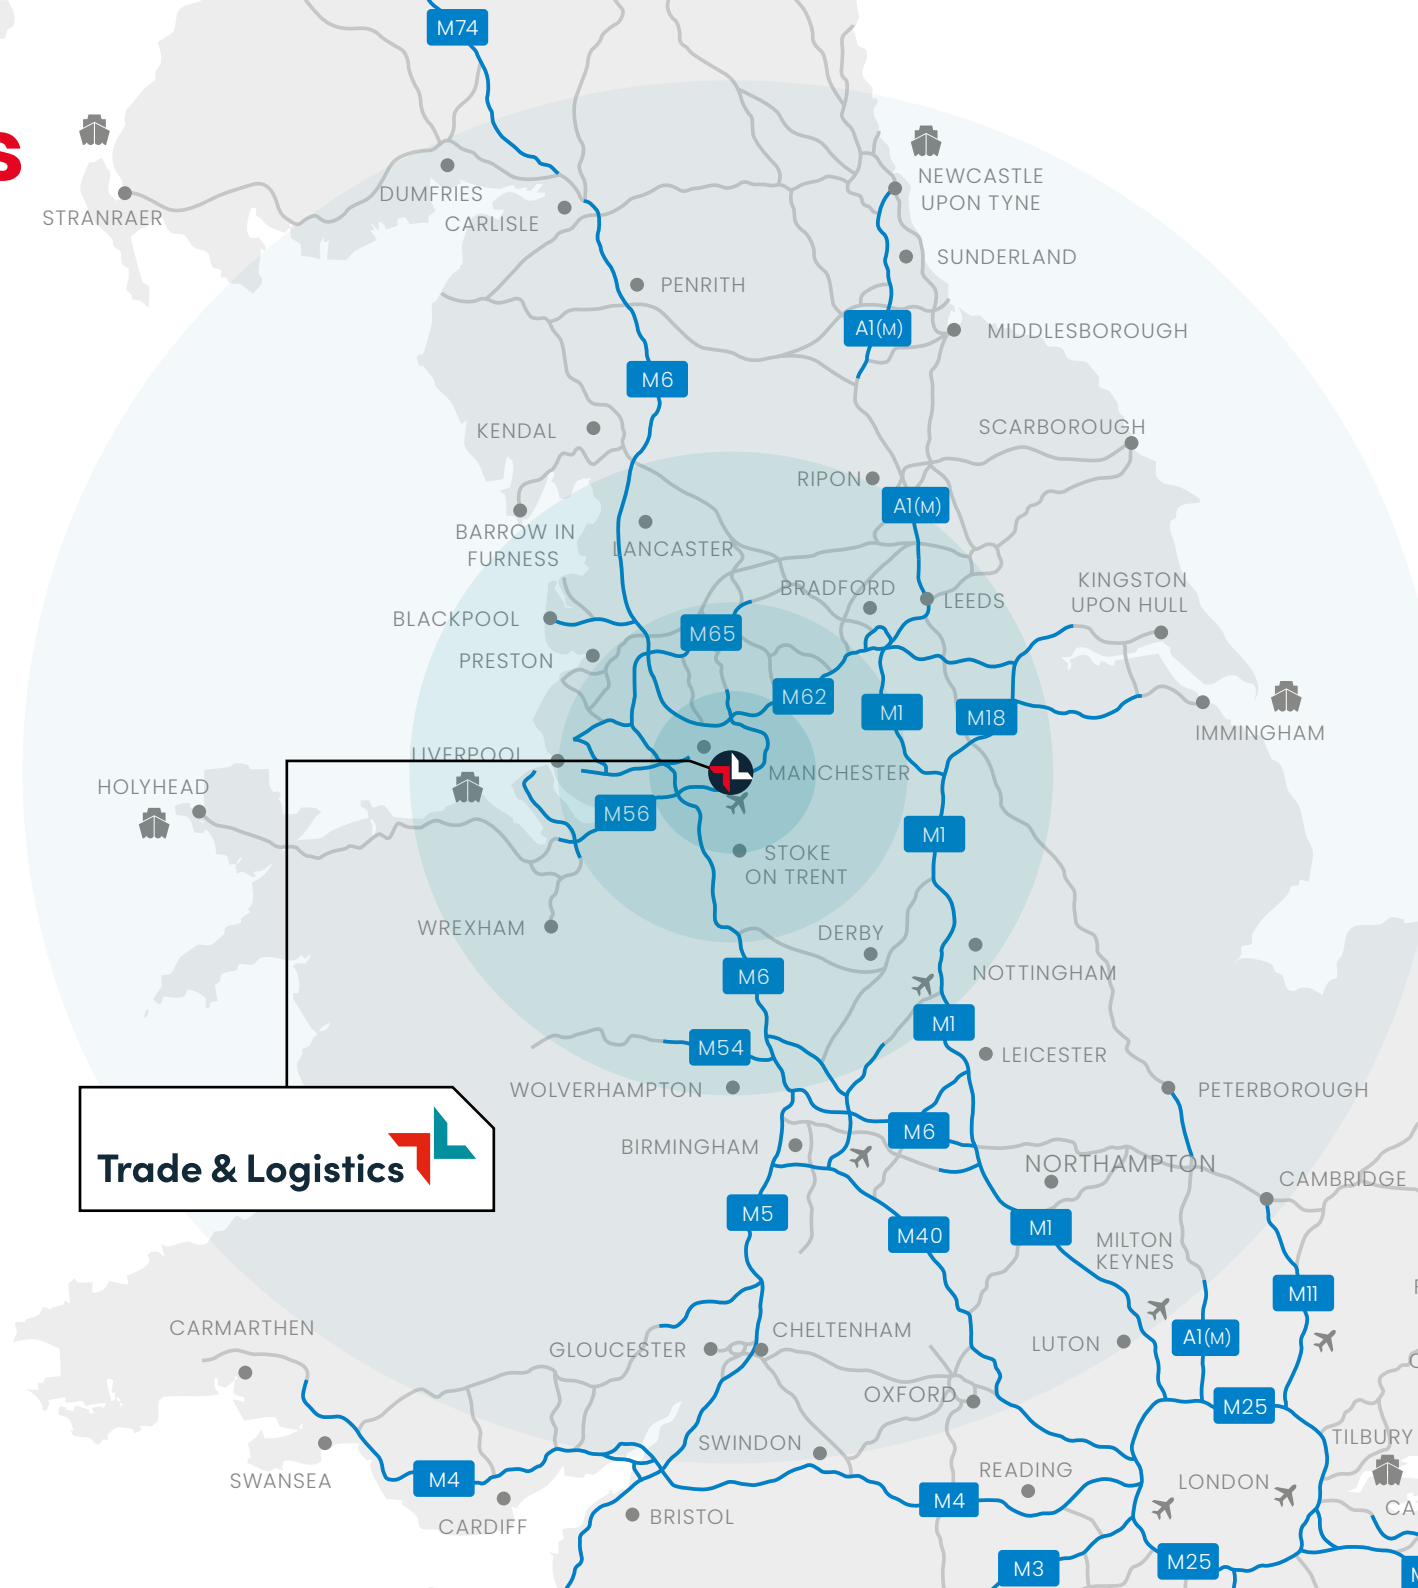 M74
s
STRANRAER
DUMFRIES
CARLISLE
NEWCASTLE
UPON TYNE
SUNDERLAND
PENRITH
A1(M)
MIDDLESBOROUGH
M6
KENDAL
SCARBOROUGH
RIPON
A1(M)
BARROW IN
FURNESS
LANCASTER
BRADFORD
LEEDS
KINGSTON
UPON HULL
BLACKPOOL
M65
PRESTON
M62
M1
M18
IMMINGHAM
LIVERPOOL
MANCHESTER
HOLYHEAD
M56
M1
STOKE
ON TRENT
WREXHAM
DERBY
NOTTINGHAM
M6
M1
M54
LEICESTER
WOLVERHAMPTON
PETERBOROUGH
M6
BIRMINGHAM
NORTHAMPTON
Trade & Logistics
CAMBRIDGE
M5
M40
M1
MILTON
KEYNES
M11
CARMARTHEN
GLOUCESTER
CHELTENHAM
LUTON
A1(M)
OXFORD
M25
SWINDON
TILBURY
SWANSEA
M4
READING
LONDON
M4
CARDIFF
BRISTOL
CA
M3
M25